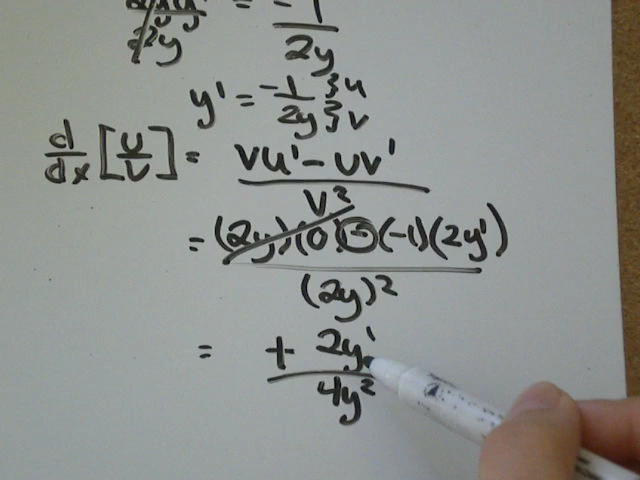 = -1
2y
y' = -1 } u
2y } v
d/dx [u/v] = vu' - uv'
v²
= (2y)(0) - (-1)(2y')
(2y)²
= + 2y'
4y²